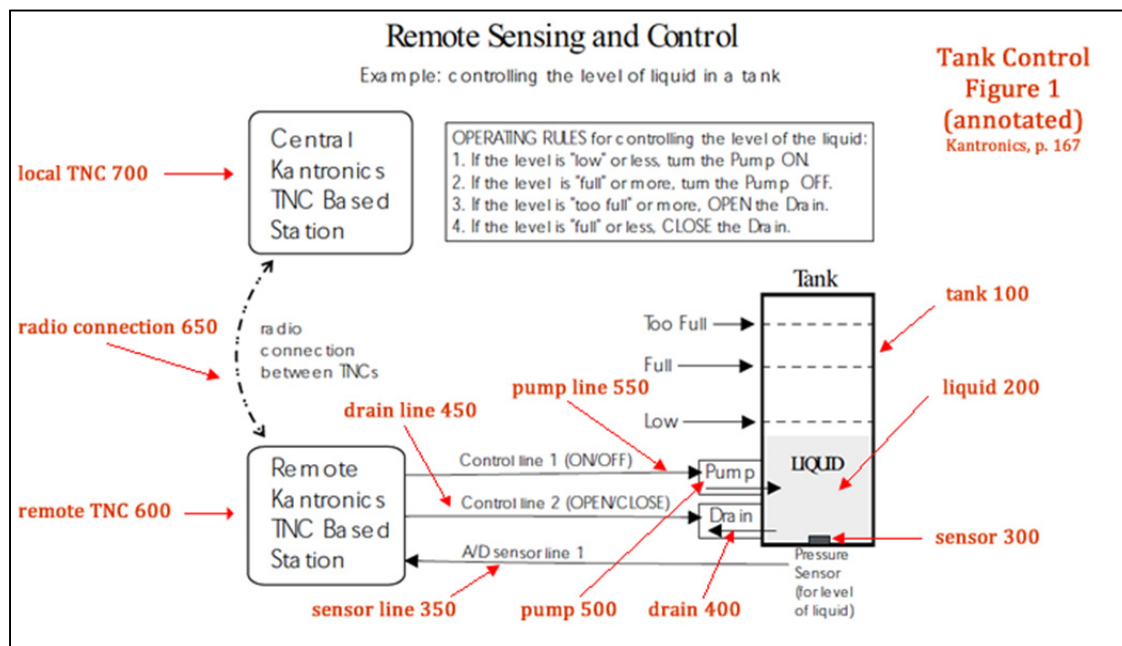 Remote Sensing and Control
Example: controlling the level of liquid in a tank
Tank Control
Figure 1
(annotated)
Kantronics, p. 167
local TNC 700
Central
Kantronics
TNC Based
Station
OPERATING RULES for controlling the level of the liquid:
1. If the level is "low" or less, turn the Pump ON.
2. If the level is "full" or more, turn the Pump OFF.
3. If the level is "too full" or more, OPEN the Drain.
4. If the level is "full" or less, CLOSE the Drain.
Tank
tank 100
radio connection 650
radio
connection
between TNCs
Too Full
Full
Low
pump line 550
liquid 200
drain line 450
remote TNC 600
Remote
Kantronics
TNC Based
Station
Control line 1 (ON/OFF)
Control line 2 (OPEN/CLOSE)
A/D sensor line 1
Pump
Drain
LIQUID
sensor 300
Pressure
Sensor
(for level
of liquid)
sensor line 350
pump 500
drain 400